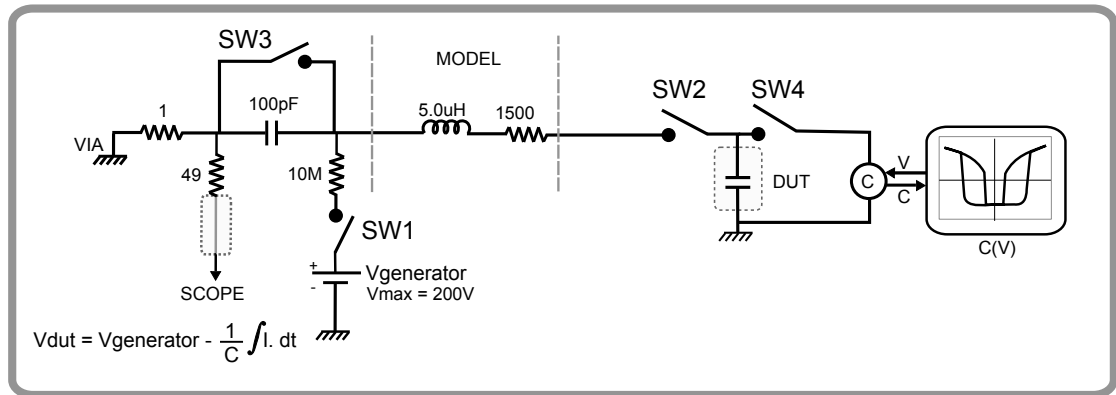 SW3
MODEL
1
100pF
5.0uH
1500
SW2
SW4
VIA
49
10M
DUT
C
V
C
SW1
C(V)
+
-
Vgenerator
Vmax = 200V
SCOPE
Vdut = Vgenerator - 1/C ∫I. dt